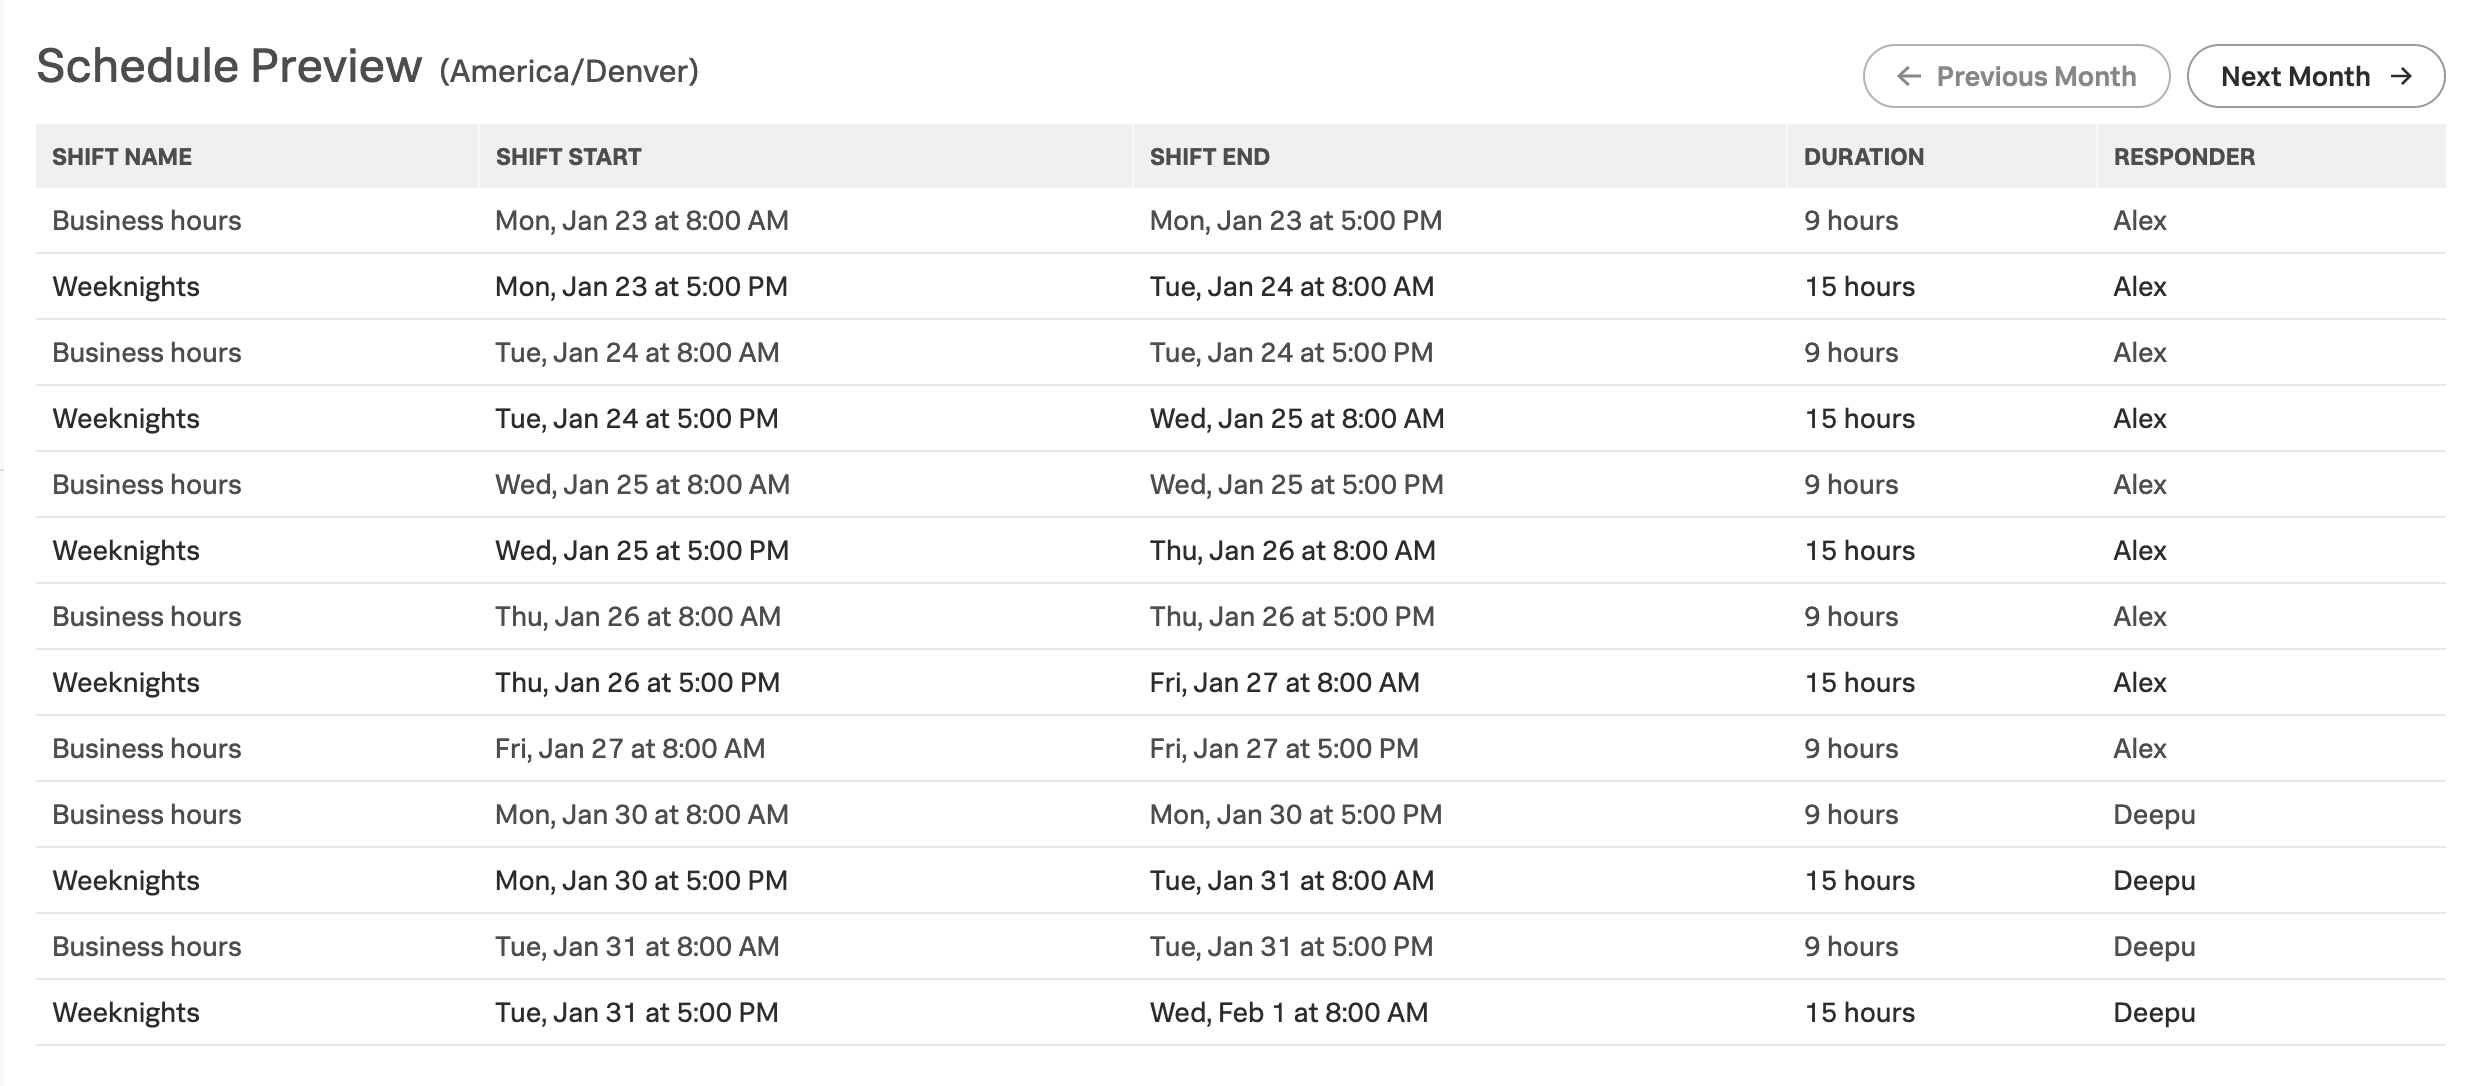 Schedule Preview (America/Denver)
← Previous Month
Next Month →
SHIFT NAME SHIFT START SHIFT END DURATION RESPONDER
Business hours Mon, Jan 23 at 8:00 AM Mon, Jan 23 at 5:00 PM 9 hours Alex
Weeknights Mon, Jan 23 at 5:00 PM Tue, Jan 24 at 8:00 AM 15 hours Alex
Business hours Tue, Jan 24 at 8:00 AM Tue, Jan 24 at 5:00 PM 9 hours Alex
Weeknights Tue, Jan 24 at 5:00 PM Wed, Jan 25 at 8:00 AM 15 hours Alex
Business hours Wed, Jan 25 at 8:00 AM Wed, Jan 25 at 5:00 PM 9 hours Alex
Weeknights Wed, Jan 25 at 5:00 PM Thu, Jan 26 at 8:00 AM 15 hours Alex
Business hours Thu, Jan 26 at 8:00 AM Thu, Jan 26 at 5:00 PM 9 hours Alex
Weeknights Thu, Jan 26 at 5:00 PM Fri, Jan 27 at 8:00 AM 15 hours Alex
Business hours Fri, Jan 27 at 8:00 AM Fri, Jan 27 at 5:00 PM 9 hours Alex
Business hours Mon, Jan 30 at 8:00 AM Mon, Jan 30 at 5:00 PM 9 hours Deepu
Weeknights Mon, Jan 30 at 5:00 PM Tue, Jan 31 at 8:00 AM 15 hours Deepu
Business hours Tue, Jan 31 at 8:00 AM Tue, Jan 31 at 5:00 PM 9 hours Deepu
Weeknights Tue, Jan 31 at 5:00 PM Wed, Feb 1 at 8:00 AM 15 hours Deepu